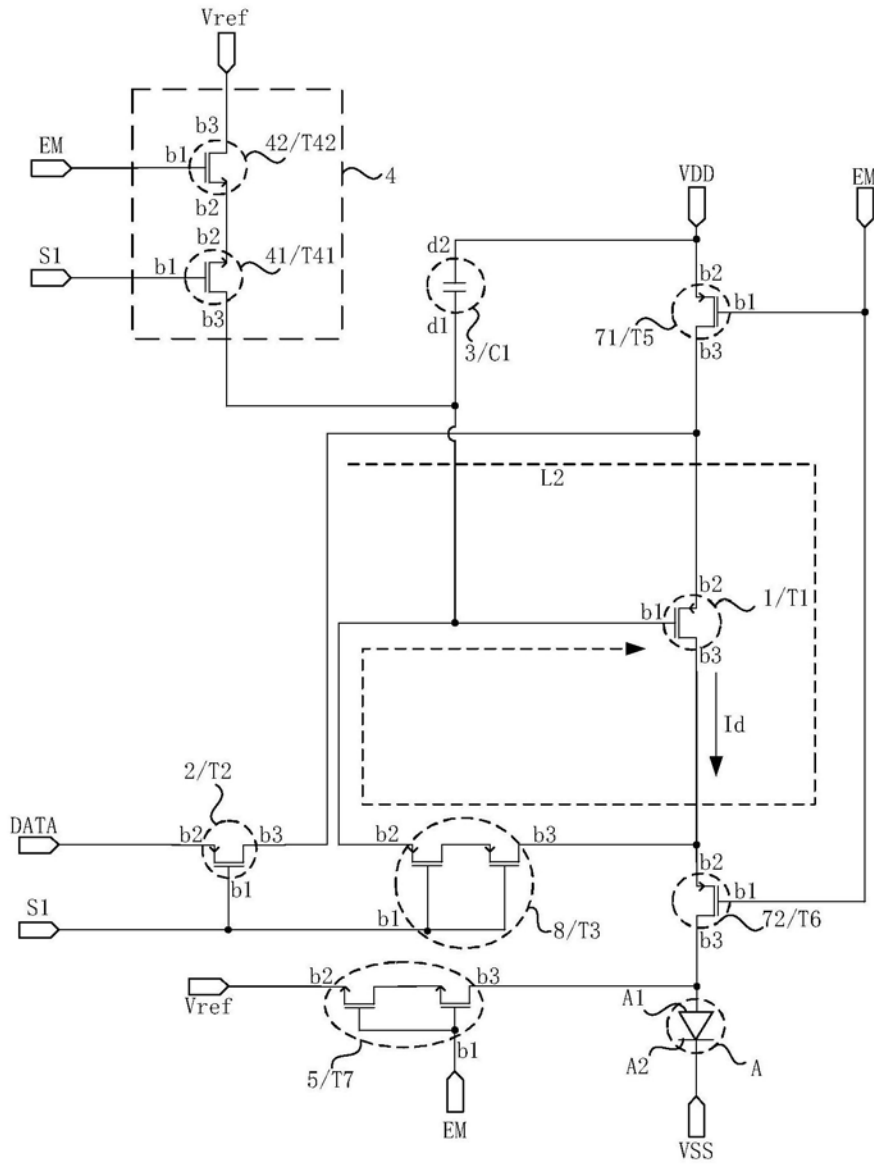 Vref
b3
EM
b1
42/T42
4
b2
VDD
EM
b2
S1
b1
41/T41
d2
b2
b3
b1
d1
71/T5
3/C1
b3
L2
b2
b1
1/T1
b3
Id
2/T2
DATA
b2
b3
b2
b3
b2
b1
b1
S1
b1
8/T3
72/T6
b3
b2
b3
Vref
A1
b1
A2
A
5/T7
EM
VSS